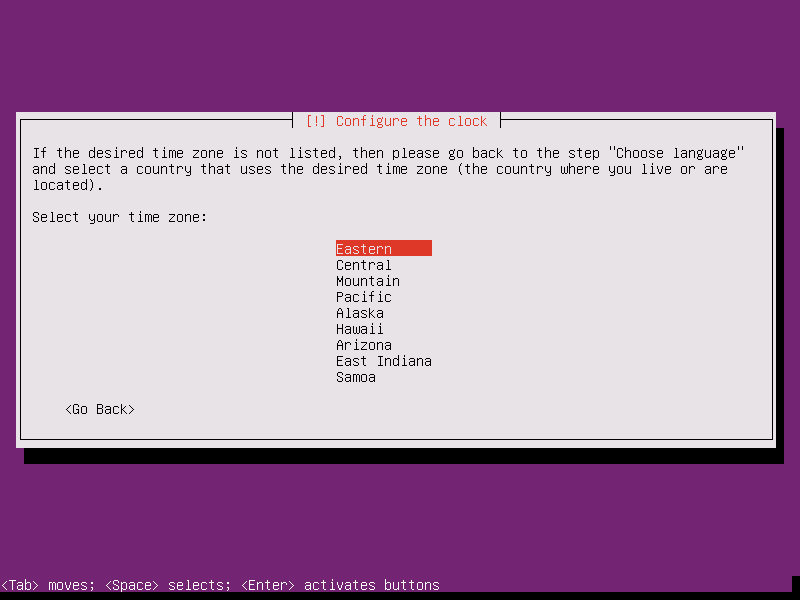 [!] Configure the clock
If the desired time zone is not listed, then please go back to the step "Choose language"
and select a country that uses the desired time zone (the country where you live or are
located).
Select your time zone:
Eastern
Central
Mountain
Pacific
Alaska
Hawaii
Arizona
East Indiana
Samoa
<Go Back>
<Tab> moves; <Space> selects; <Enter> activates buttons